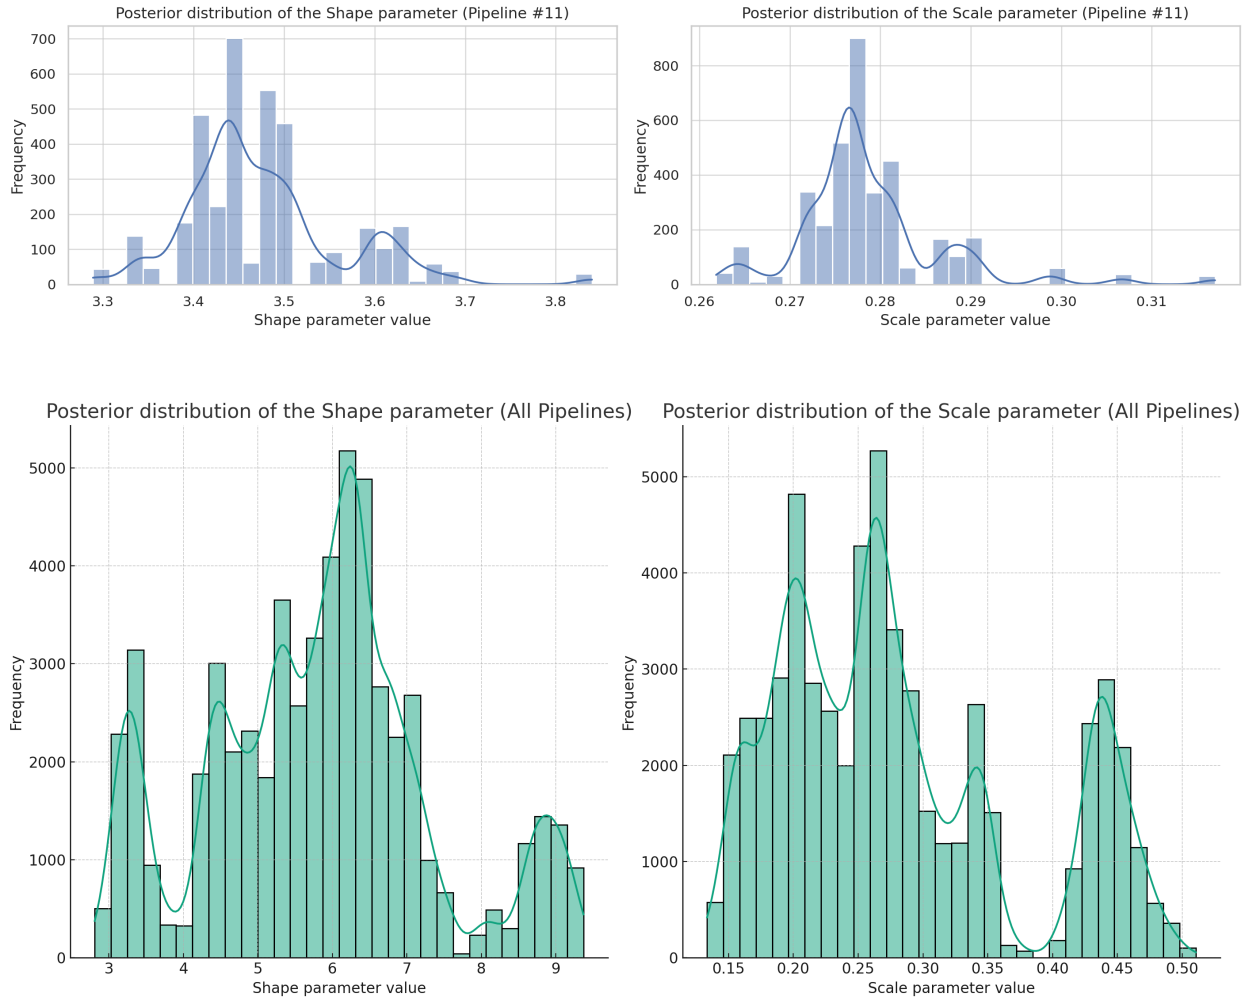 Posterior distribution of the Shape parameter (Pipeline #11)
700
600
500
400
300
200
100
0
Frequency
3.3 3.4 3.5 3.6 3.7 3.8
Shape parameter value
Posterior distribution of the Scale parameter (Pipeline #11)
800
600
400
200
0
Frequency
0.26 0.27 0.28 0.29 0.30 0.31
Scale parameter value
Posterior distribution of the Shape parameter (All Pipelines)
5000
4000
3000
2000
1000
0
Frequency
3 4 5 6 7 8 9
Shape parameter value
Posterior distribution of the Scale parameter (All Pipelines)
5000
4000
3000
2000
1000
0
Frequency
0.15 0.20 0.25 0.30 0.35 0.40 0.45 0.50
Scale parameter value